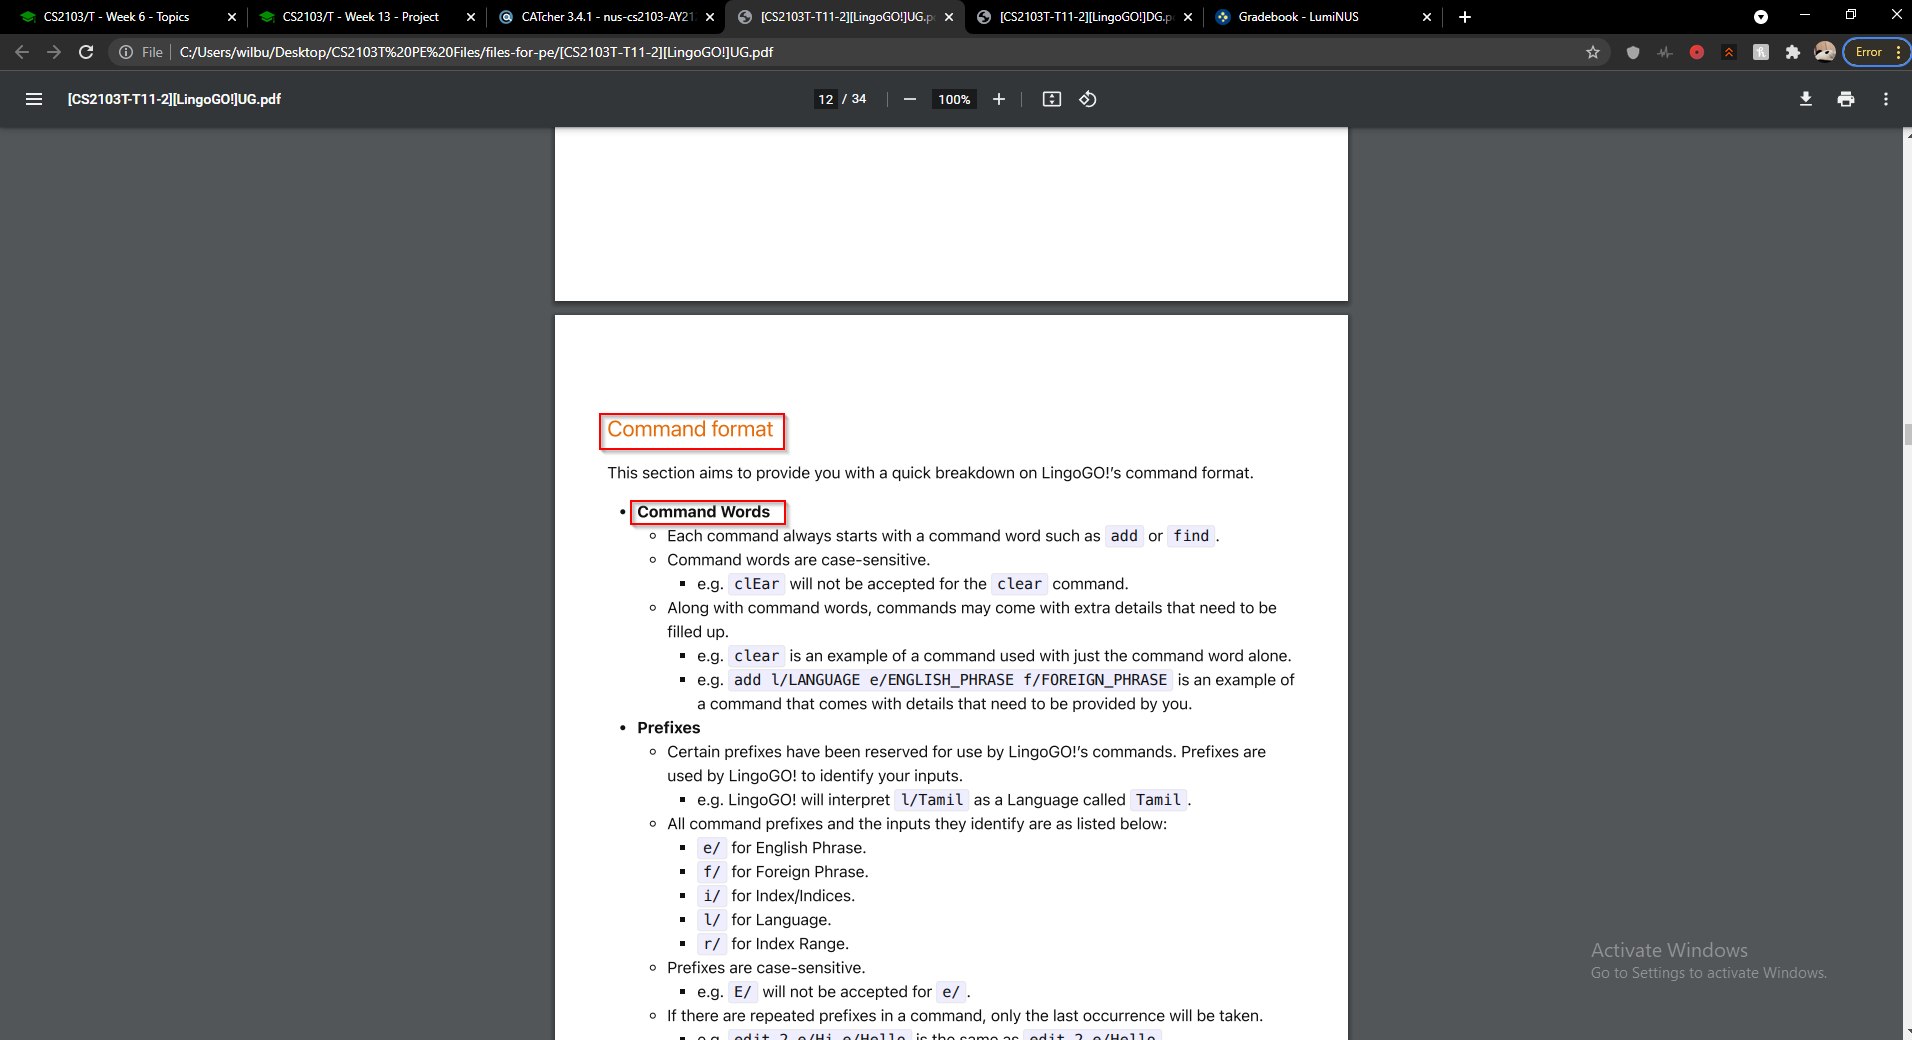 CS2103/T - Week 6 - Topics
CS2103/T - Week 13 - Project
CATcher 3.4.1 - nus-cs2103-AY21
[CS2103T-T11-2][LingoGO!]UG.p
[CS2103T-T11-2][LingoGO!]DG.p
Gradebook - LumiNUS
File
C:/Users/wilbu/Desktop/CS2103T%20PE%20Files/files-for-pe/[CS2103T-T11-2][LingoGO!]UG.pdf
Error
[CS2103T-T11-2][LingoGO!]UG.pdf
12 / 34
100%
Command format
This section aims to provide you with a quick breakdown on LingoGO!'s command format.
• Command Words
Each command always starts with a command word such as add or find .
Command words are case-sensitive.
e.g. clEar will not be accepted for the clear command.
Along with command words, commands may come with extra details that need to be
filled up.
e.g. clear is an example of a command used with just the command word alone.
e.g. add l/LANGUAGE e/ENGLISH_PHRASE f/FOREIGN_PHRASE is an example of
a command that comes with details that need to be provided by you.
• Prefixes
Certain prefixes have been reserved for use by LingoGO!'s commands. Prefixes are
used by LingoGO! to identify your inputs.
e.g. LingoGO! will interpret l/Tamil as a Language called Tamil .
All command prefixes and the inputs they identify are as listed below:
e/ for English Phrase.
f/ for Foreign Phrase.
i/ for Index/Indices.
l/ for Language.
r/ for Index Range.
Prefixes are case-sensitive.
e.g. E/ will not be accepted for e/ .
If there are repeated prefixes in a command, only the last occurrence will be taken.
e.g. edit 2 e/Hi e/Hello is the same as edit 2 e/Hello
Activate Windows
Go to Settings to activate Windows.